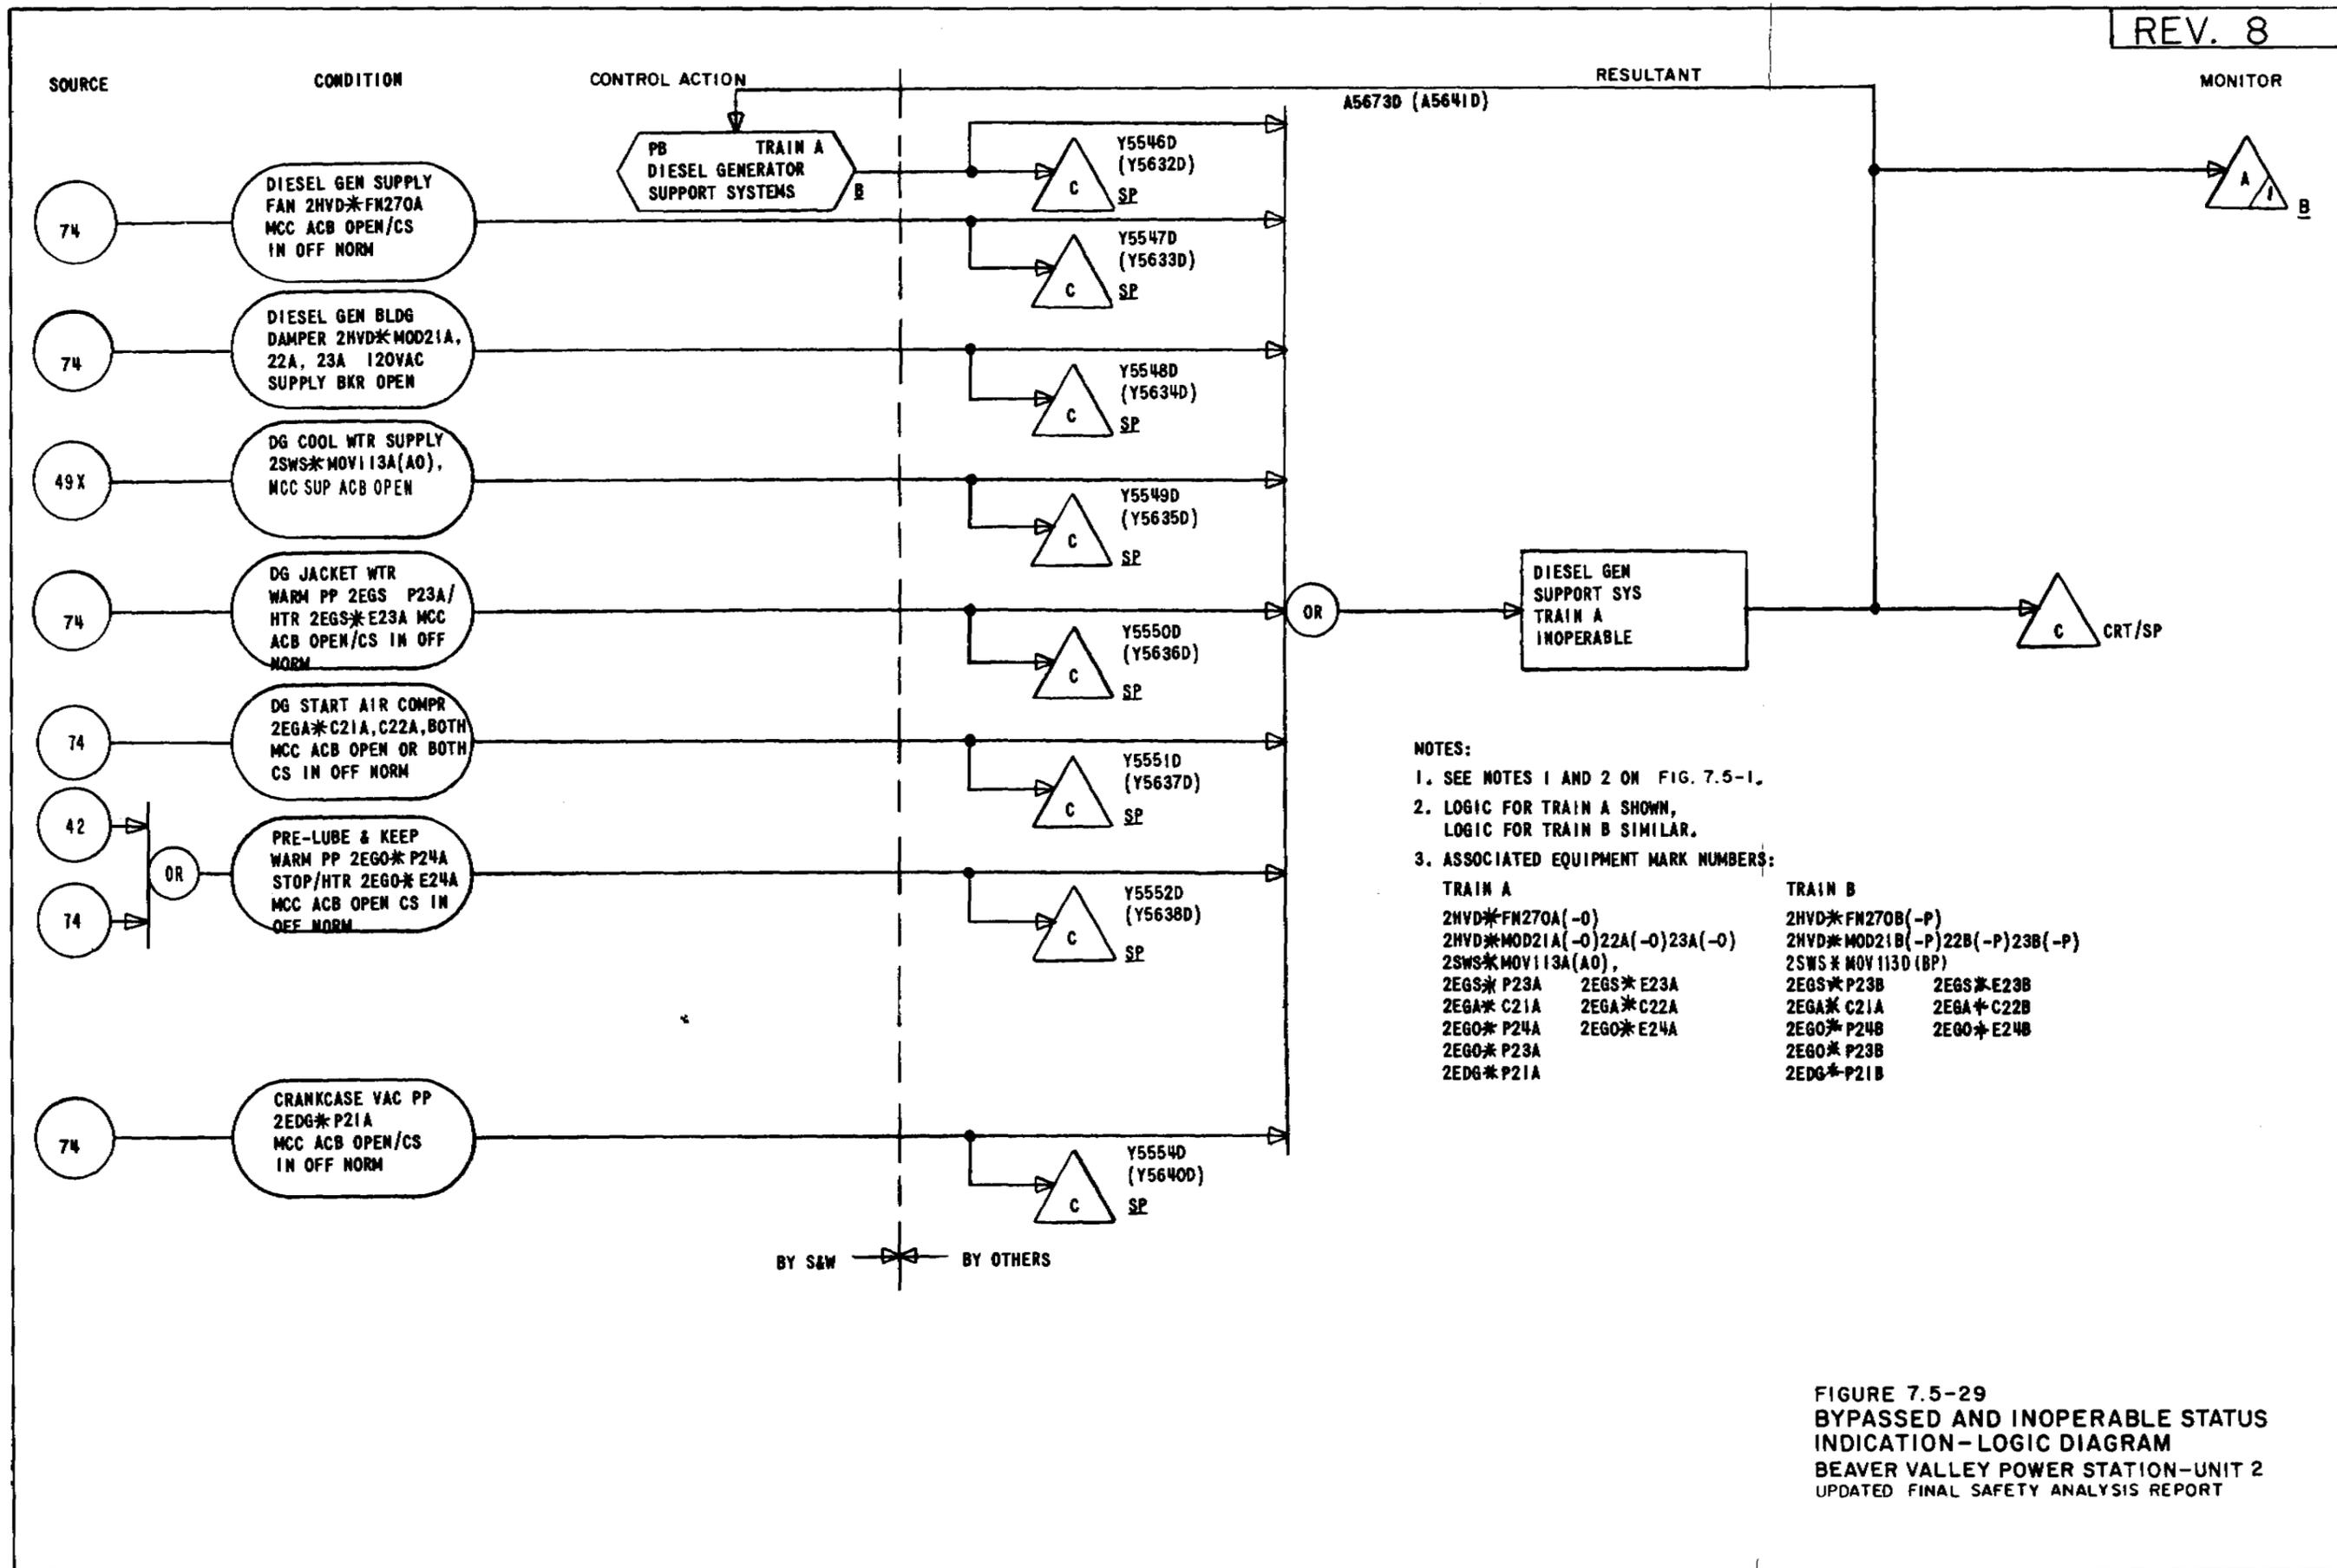 REV. 8
SOURCE
CONDITION
CONTROL ACTION
RESULTANT
MONITOR
A5673D (A5641D)
PB TRAIN A
DIESEL GENERATOR
SUPPORT SYSTEMS
B
Y5546D
(Y5632D)
C
SP
A
1
B
74
DIESEL GEN SUPPLY
FAN 2HVD*FN270A
MCC ACB OPEN/CS
IN OFF NORM
Y5547D
(Y5633D)
C
SP
74
DIESEL GEN BLDG
DAMPER 2HVD*MOD21A,
22A, 23A 120VAC
SUPPLY BKR OPEN
Y5548D
(Y5634D)
C
SP
49X
DG COOL WTR SUPPLY
2SWS*MOV113A(AO),
MCC SUP ACB OPEN
Y5549D
(Y5635D)
C
SP
74
DG JACKET WTR
WARM PP 2EGS P23A/
HTR 2EGS*E23A MCC
ACB OPEN/CS IN OFF
NORM
Y5550D
(Y5636D)
C
SP
OR
DIESEL GEN
SUPPORT SYS
TRAIN A
INOPERABLE
C
CRT/SP
74
DG START AIR COMPR
2EGA*C21A,C22A,BOTH
MCC ACB OPEN OR BOTH
CS IN OFF NORM
Y5551D
(Y5637D)
C
SP
42
74
OR
PRE-LUBE & KEEP
WARM PP 2EGO*P24A
STOP/HTR 2EGO*E24A
MCC ACB OPEN CS IN
OFF NORM
Y5552D
(Y5638D)
C
SP
74
CRANKCASE VAC PP
2EDG*P21A
MCC ACB OPEN/CS
IN OFF NORM
Y5554D
(Y5640D)
C
SP
BY S&W
BY OTHERS
NOTES:
1. SEE NOTES 1 AND 2 ON FIG. 7.5-1.
2. LOGIC FOR TRAIN A SHOWN,
LOGIC FOR TRAIN B SIMILAR.
3. ASSOCIATED EQUIPMENT MARK NUMBERS:
TRAIN A
2HVD*FN270A(-O)
2HVD*MOD21A(-O)22A(-O)23A(-O)
2SWS*MOV113A(AO),
2EGS*P23A 2EGS*E23A
2EGA*C21A 2EGA*C22A
2EGO*P24A 2EGO*E24A
2EGO*P23A
2EDG*P21A
TRAIN B
2HVD*FN270B(-P)
2HVD*MOD21B(-P)22B(-P)23B(-P)
2SWS*MOV113D(BP)
2EGS*P23B 2EGS*E23B
2EGA*C21A 2EGA*C22B
2EGO*P24B 2EGO*E24B
2EGO*P23B
2EDG*P21B
FIGURE 7.5-29
BYPASSED AND INOPERABLE STATUS
INDICATION-LOGIC DIAGRAM
BEAVER VALLEY POWER STATION-UNIT 2
UPDATED FINAL SAFETY ANALYSIS REPORT